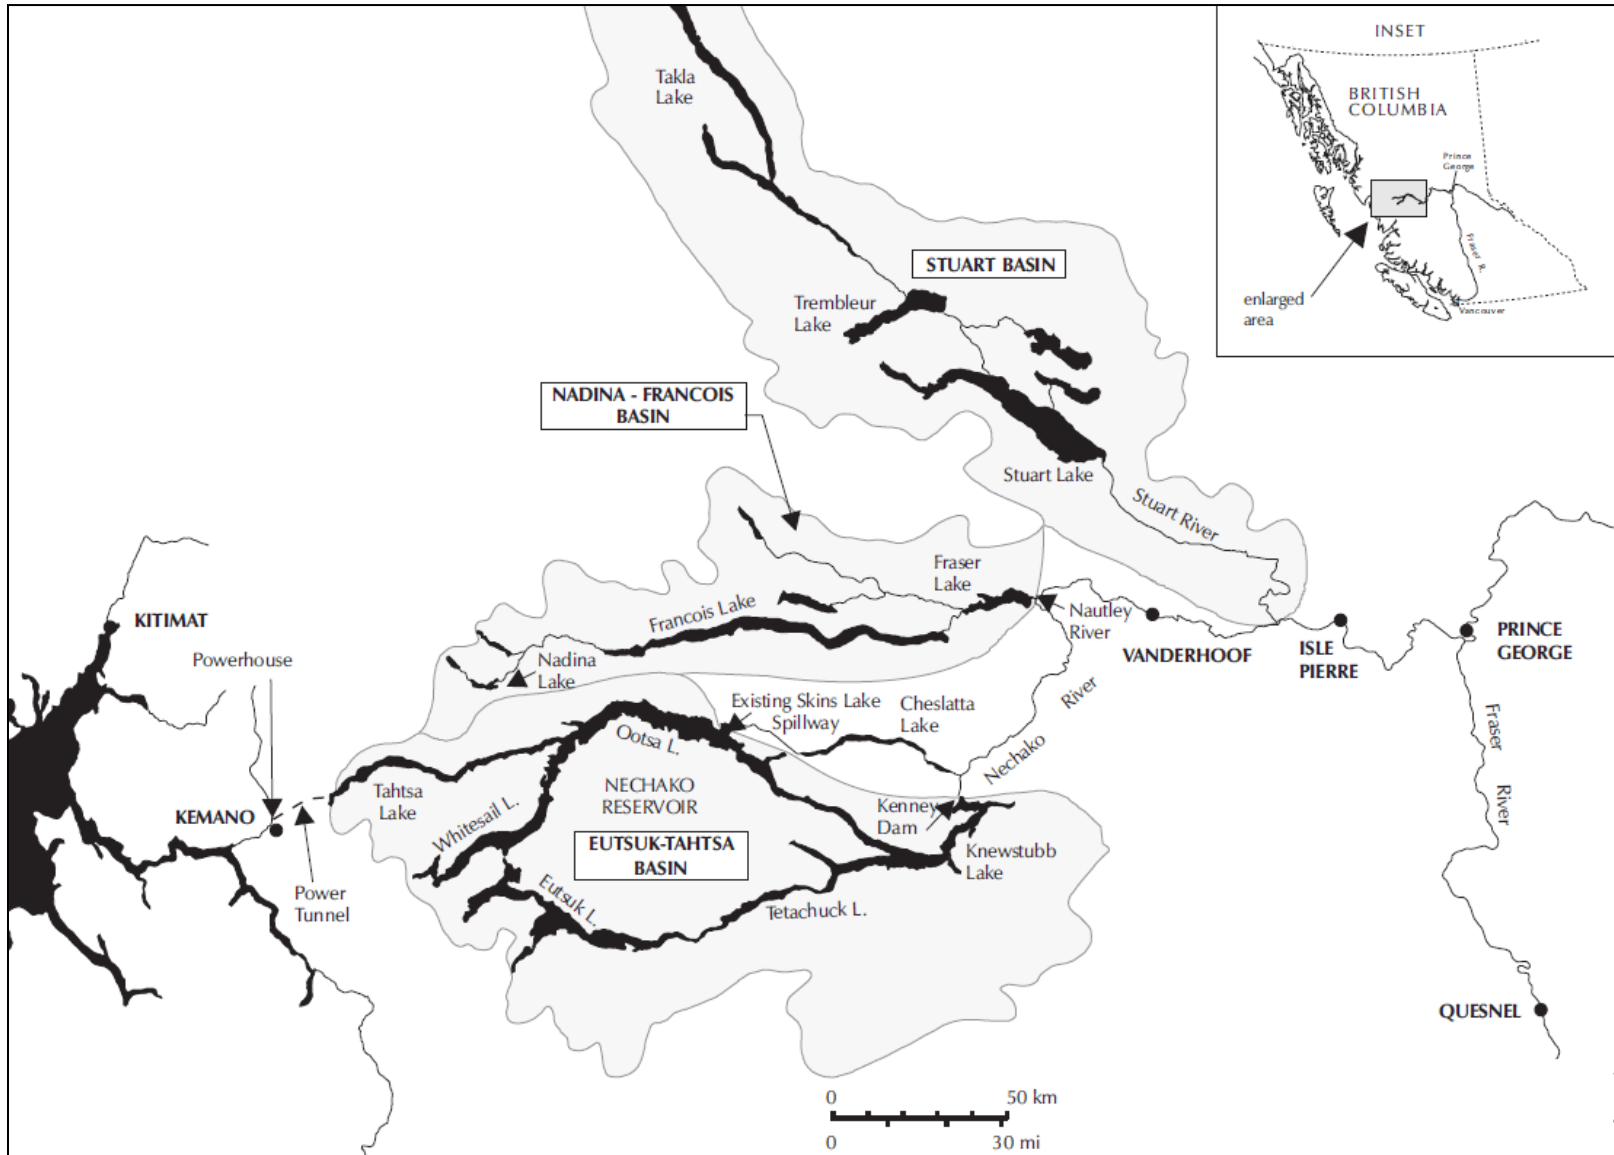 INSET
BRITISH
COLUMBIA
Prince
George
Fraser R.
enlarged
area
Vancouver
Takla
Lake
STUART BASIN
Trembleur
Lake
NADINA - FRANCOIS
BASIN
Stuart Lake
Stuart River
Fraser
Lake
Francois Lake
Nautley
River
KITIMAT
Powerhouse
Nadina
Lake
VANDERHOOF
ISLE
PIERRE
PRINCE
GEORGE
Existing Skins Lake
Spillway
Cheslatta
Lake
Nechako
River
Fraser
River
Ootsa L.
NECHAKO
RESERVOIR
Tahtsa
Lake
Whitesail L.
KEMANO
Kenney
Dam
EUTSUK-TAHTSA
BASIN
Knewstubb
Lake
Power
Tunnel
Eutsuk L.
Tetachuck L.
QUESNEL
0
50 km
0
30 mi